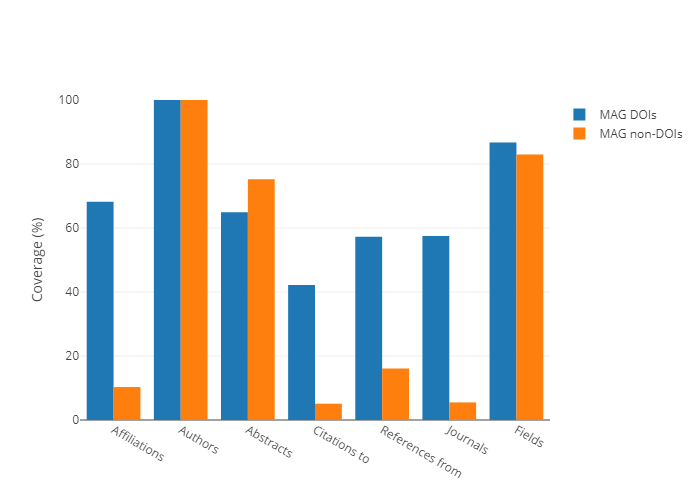 100
80
60
40
20
0
Coverage (%)
Affiliations
Authors
Abstracts
Citations to
References from
Journals
Fields
MAG DOIs
MAG non-DOIs